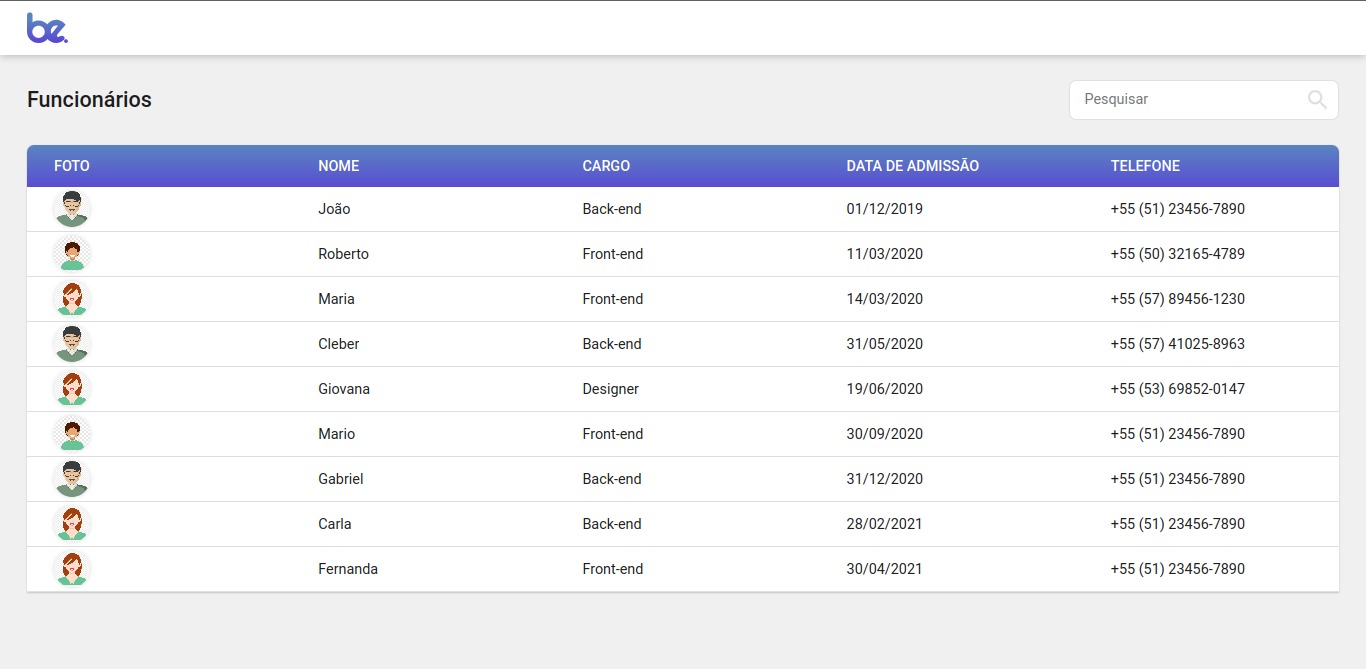 be.
Funcionários
Pesquisar
FOTO NOME CARGO DATA DE ADMISSÃO TELEFONE
João Back-end 01/12/2019 +55 (51) 23456-7890
Roberto Front-end 11/03/2020 +55 (50) 32165-4789
Maria Front-end 14/03/2020 +55 (57) 89456-1230
Cleber Back-end 31/05/2020 +55 (57) 41025-8963
Giovana Designer 19/06/2020 +55 (53) 69852-0147
Mario Front-end 30/09/2020 +55 (51) 23456-7890
Gabriel Back-end 31/12/2020 +55 (51) 23456-7890
Carla Back-end 28/02/2021 +55 (51) 23456-7890
Fernanda Front-end 30/04/2021 +55 (51) 23456-7890